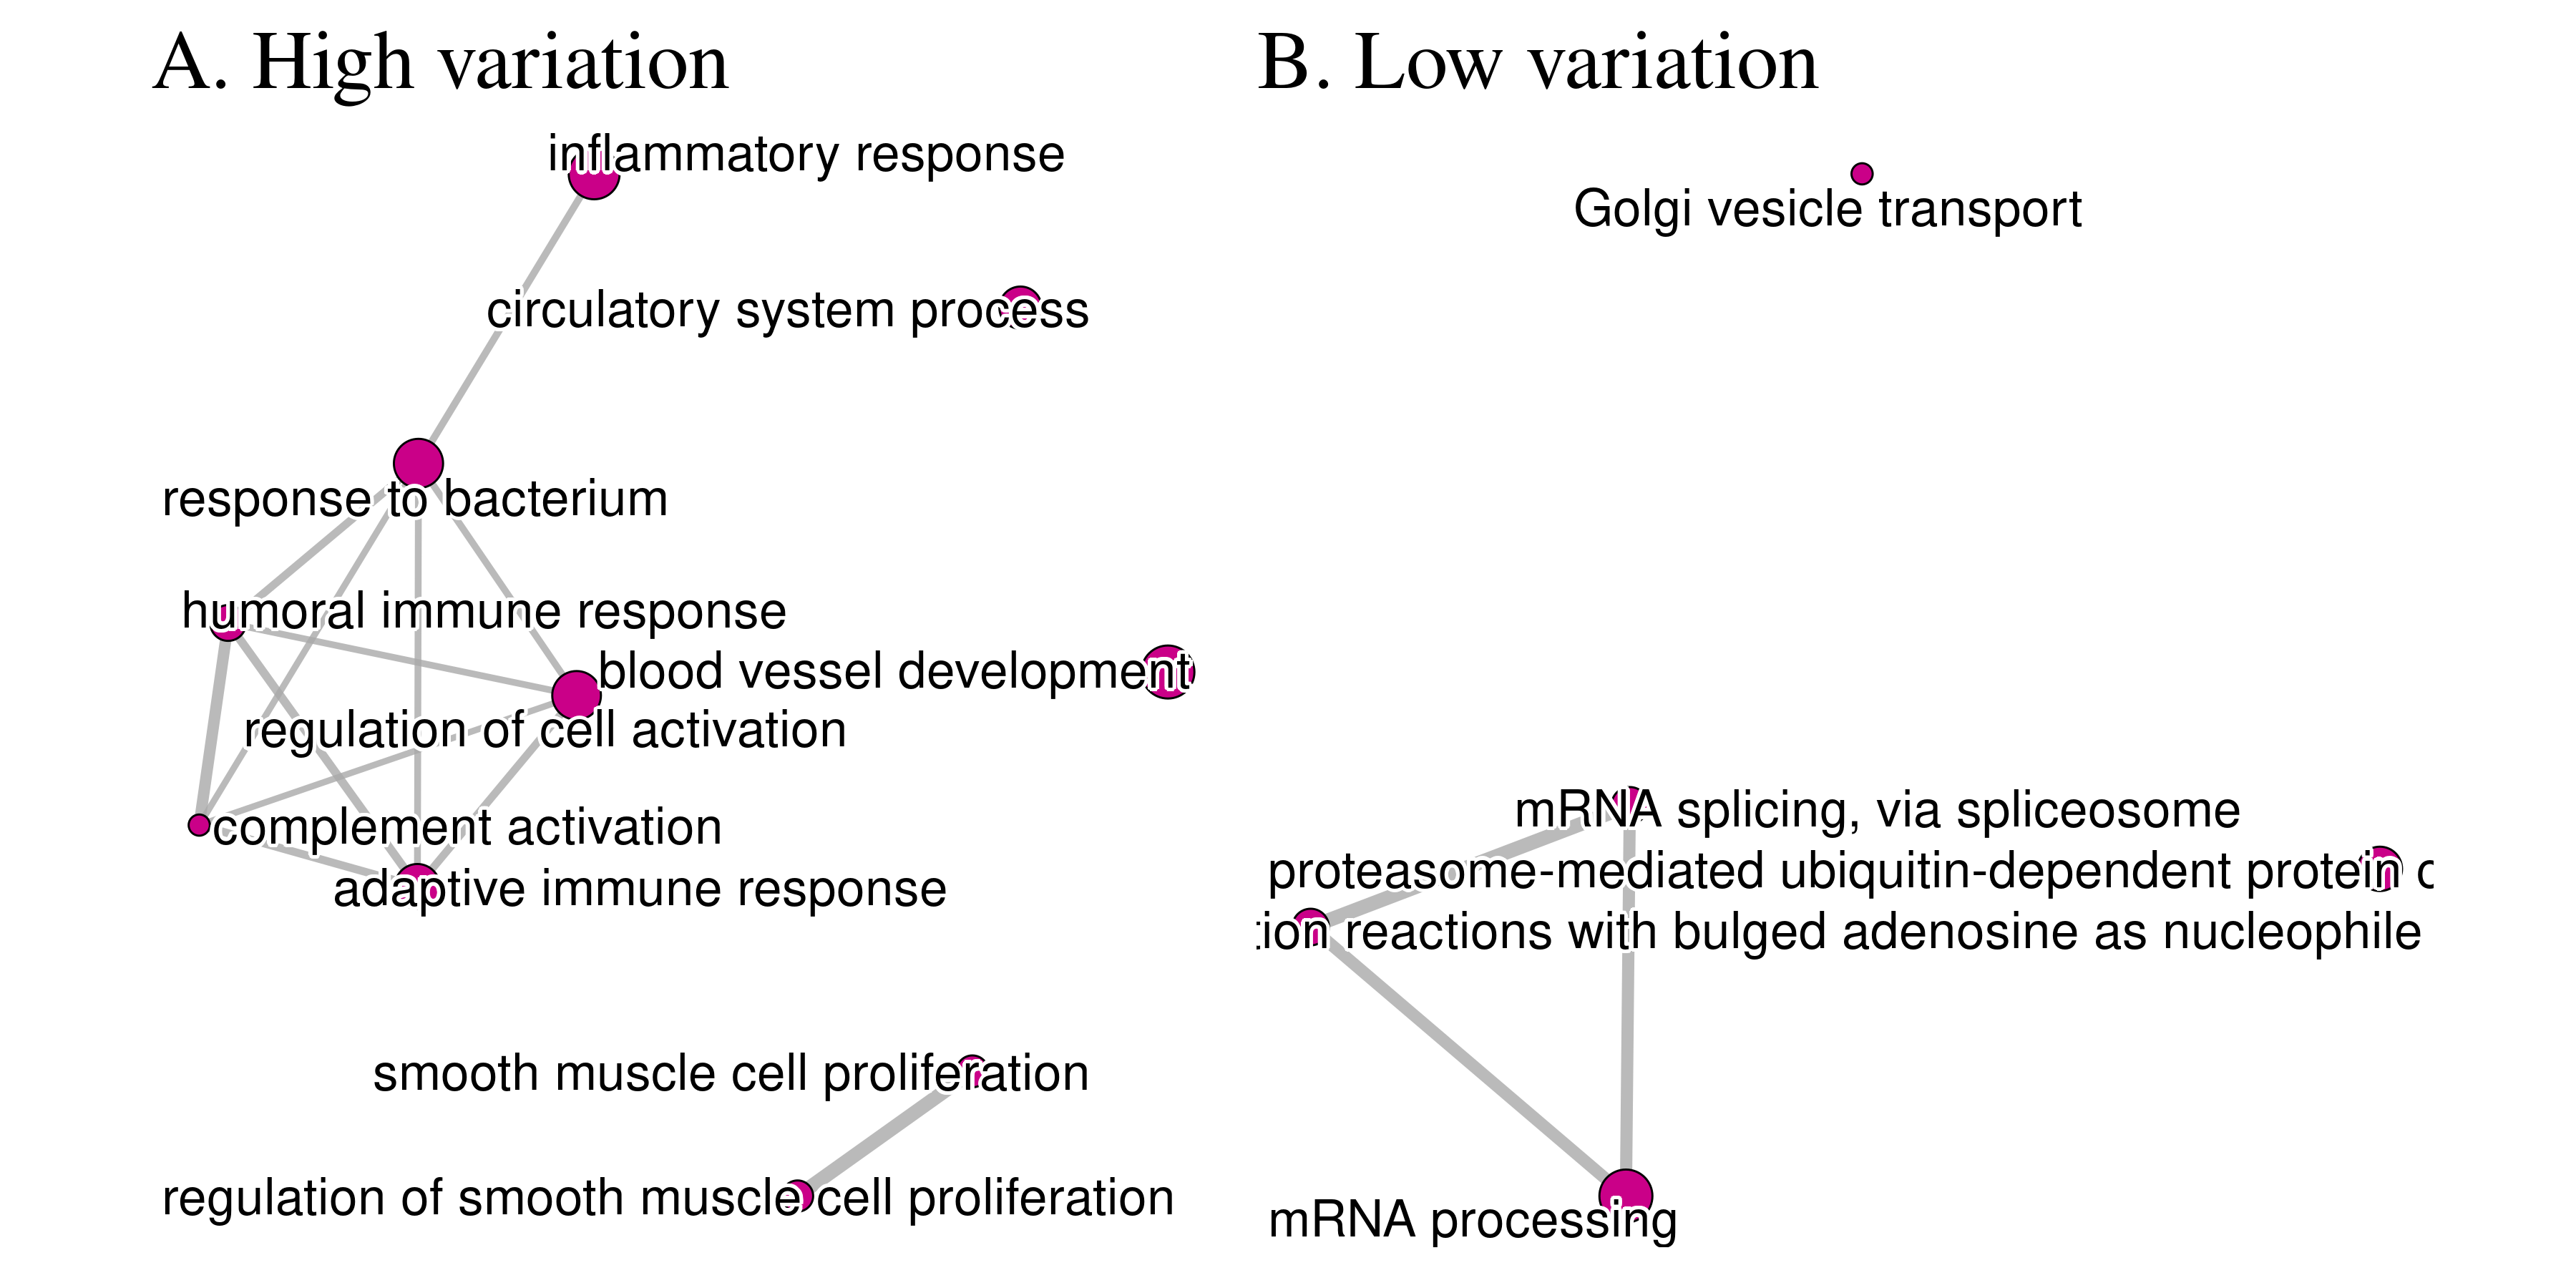 A. High variation
inflammatory response
circulatory system process
response to bacterium
humoral immune response
blood vessel development
regulation of cell activation
complement activation
adaptive immune response
smooth muscle cell proliferation
regulation of smooth muscle cell proliferation
B. Low variation
Golgi vesicle transport
mRNA splicing, via spliceosome
proteasome-mediated ubiquitin-dependent protein
reactions with bulged adenosine as nucleophile
mRNA processing